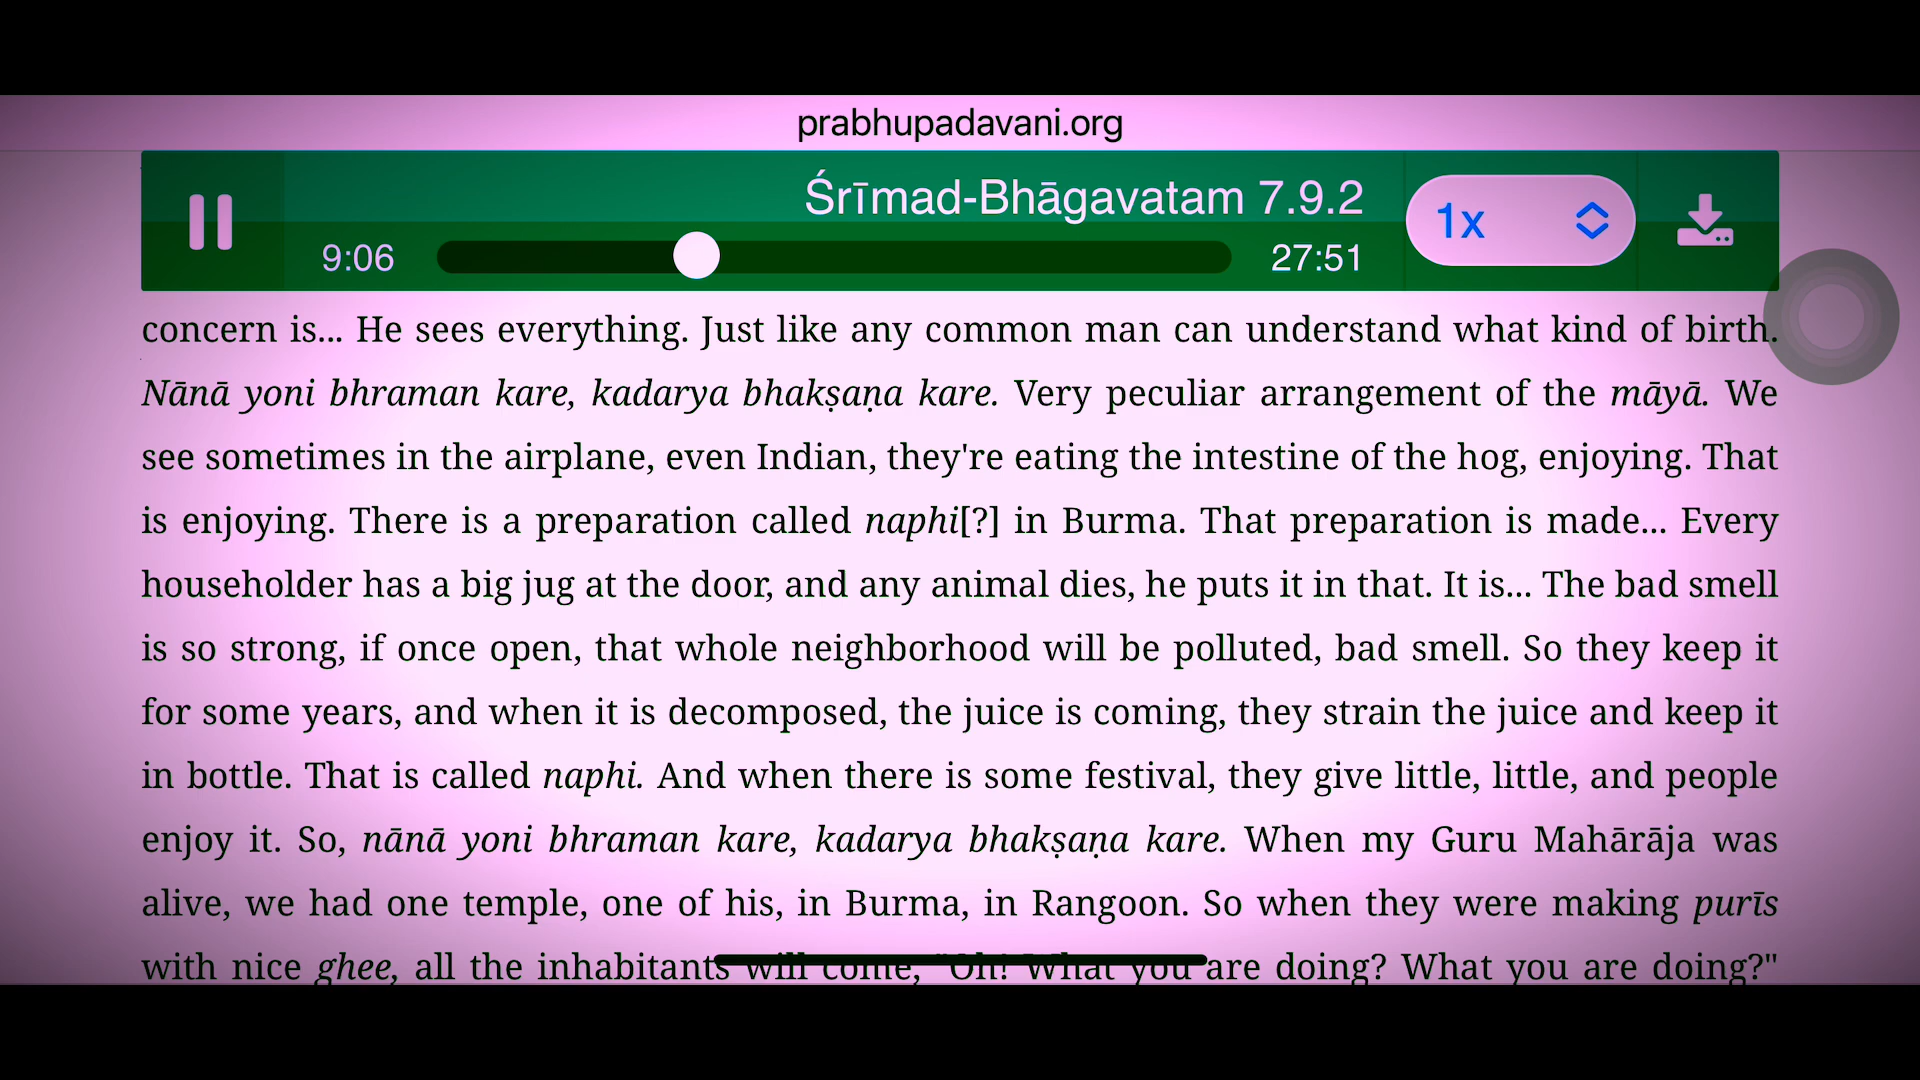 prabhupadavani.org
Śrīmad-Bhāgavatam 7.9.2
1x
9:06
27:51
concern is... He sees everything. Just like any common man can understand what kind of birth.
Nānā yoni bhraman kare, kadarya bhakṣaṇa kare. Very peculiar arrangement of the māyā. We
see sometimes in the airplane, even Indian, they're eating the intestine of the hog, enjoying. That
is enjoying. There is a preparation called naphi[?] in Burma. That preparation is made... Every
householder has a big jug at the door, and any animal dies, he puts it in that. It is... The bad smell
is so strong, if once open, that whole neighborhood will be polluted, bad smell. So they keep it
for some years, and when it is decomposed, the juice is coming, they strain the juice and keep it
in bottle. That is called naphi. And when there is some festival, they give little, little, and people
enjoy it. So, nānā yoni bhraman kare, kadarya bhakṣaṇa kare. When my Guru Mahārāja was
alive, we had one temple, one of his, in Burma, in Rangoon. So when they were making purīs
with nice ghee, all the inhabitants will come, "Oh! What you are doing? What you are doing?"